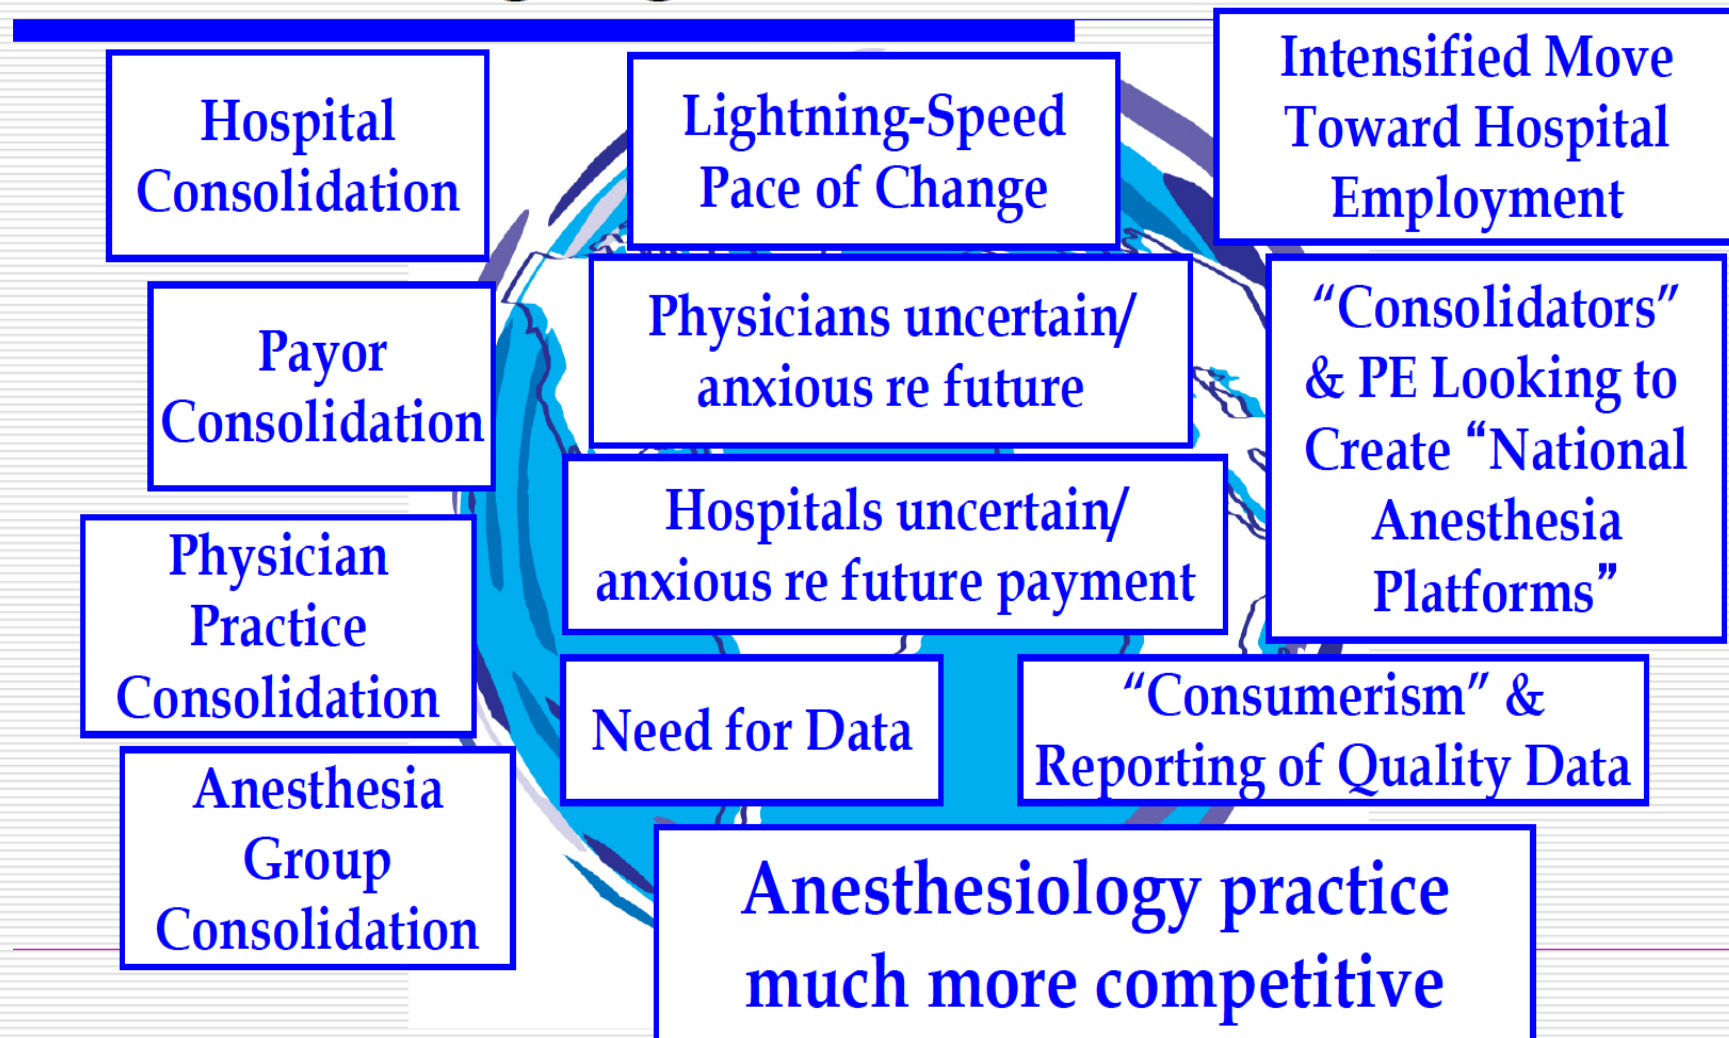 Hospital
Consolidation
Lightning-Speed
Pace of Change
Intensified Move
Toward Hospital
Employment
Payor
Consolidation
Physicians uncertain/
anxious re future
“Consolidators”
& PE Looking to
Create “National
Anesthesia
Platforms”
Hospitals uncertain/
anxious re future payment
Physician
Practice
Consolidation
Need for Data
“Consumerism” &
Reporting of Quality Data
Anesthesia
Group
Consolidation
Anesthesiology practice
much more competitive